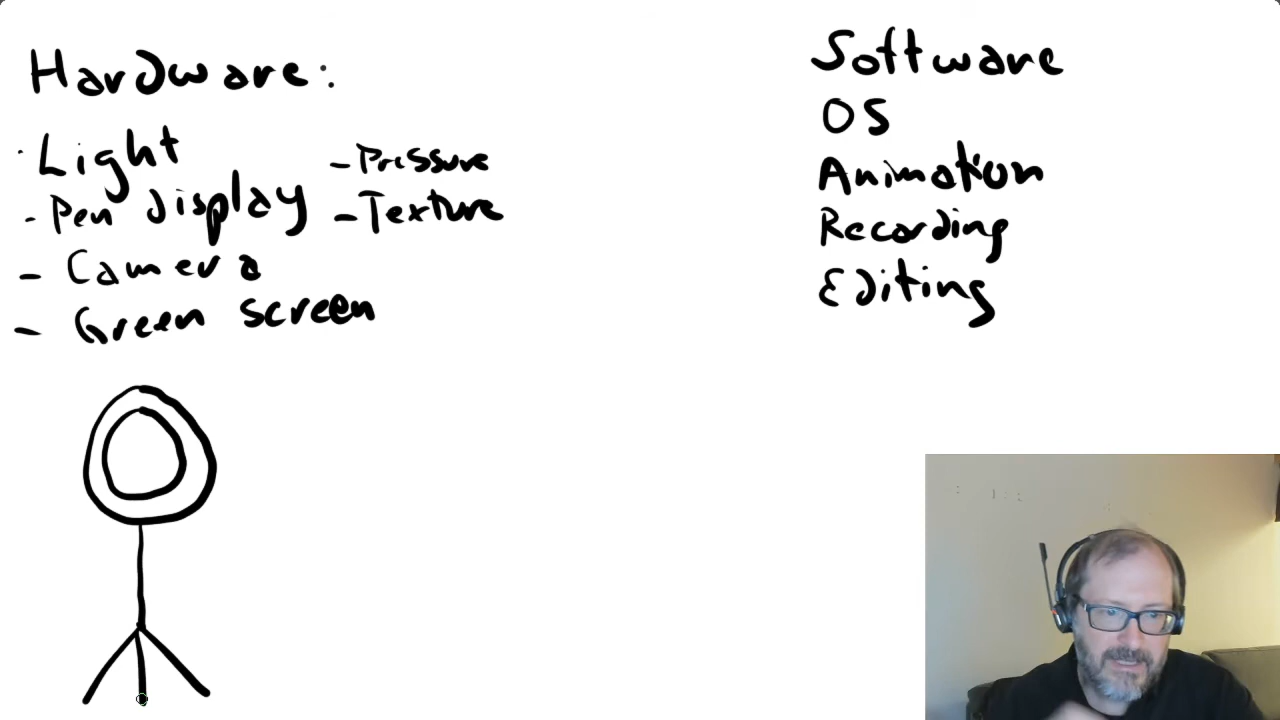 Hardware:
· Light
- Pen display
- Pressure
- Texture
- Camera
- Green screen
Software
OS
Animation
Recording
Editing